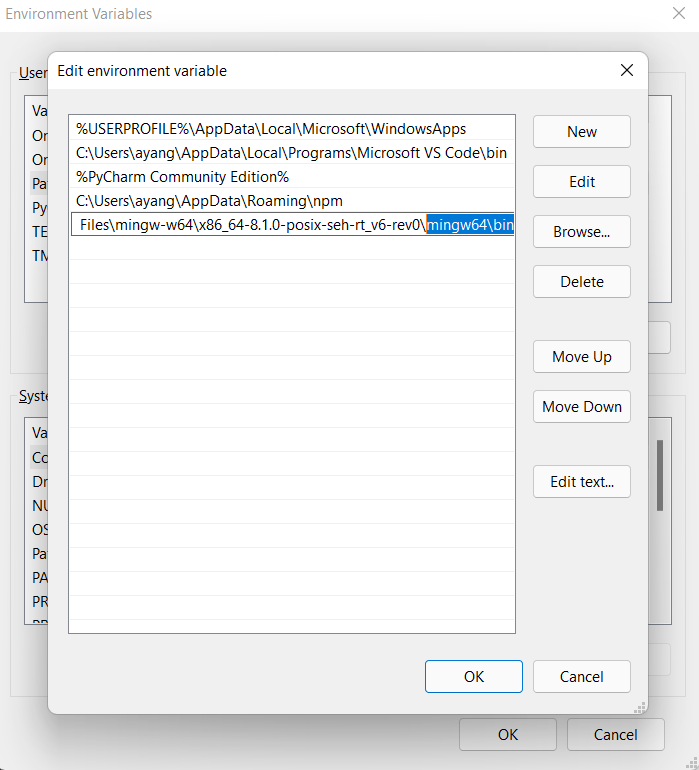 Environment Variables
Edit environment variable
User
Va
On
On
Pa
Py
TE
TM
%USERPROFILE%\AppData\Local\Microsoft\WindowsApps
C:\Users\ayang\AppData\Local\Programs\Microsoft VS Code\bin
%PyCharm Community Edition%
C:\Users\ayang\AppData\Roaming\npm
Files\mingw-w64\x86_64-8.1.0-posix-seh-rt_v6-rev0\mingw64\bin
New
Edit
Browse...
Delete
Move Up
Move Down
Edit text...
Syste
Va
Co
Dr
NU
OS
Pa
PA
PR
OK
Cancel
OK
Cancel